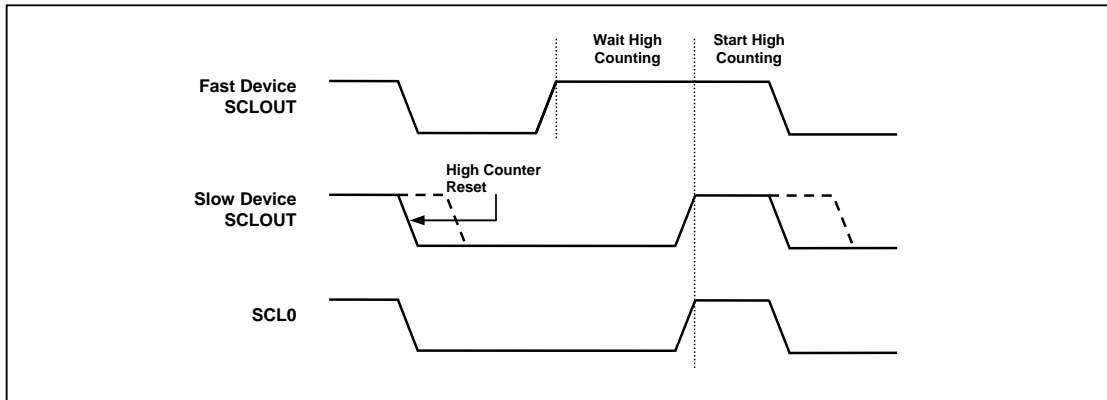 Wait High
Counting
Start High
Counting
Fast Device
SCLOUT
High Counter
Reset
Slow Device
SCLOUT
SCL0